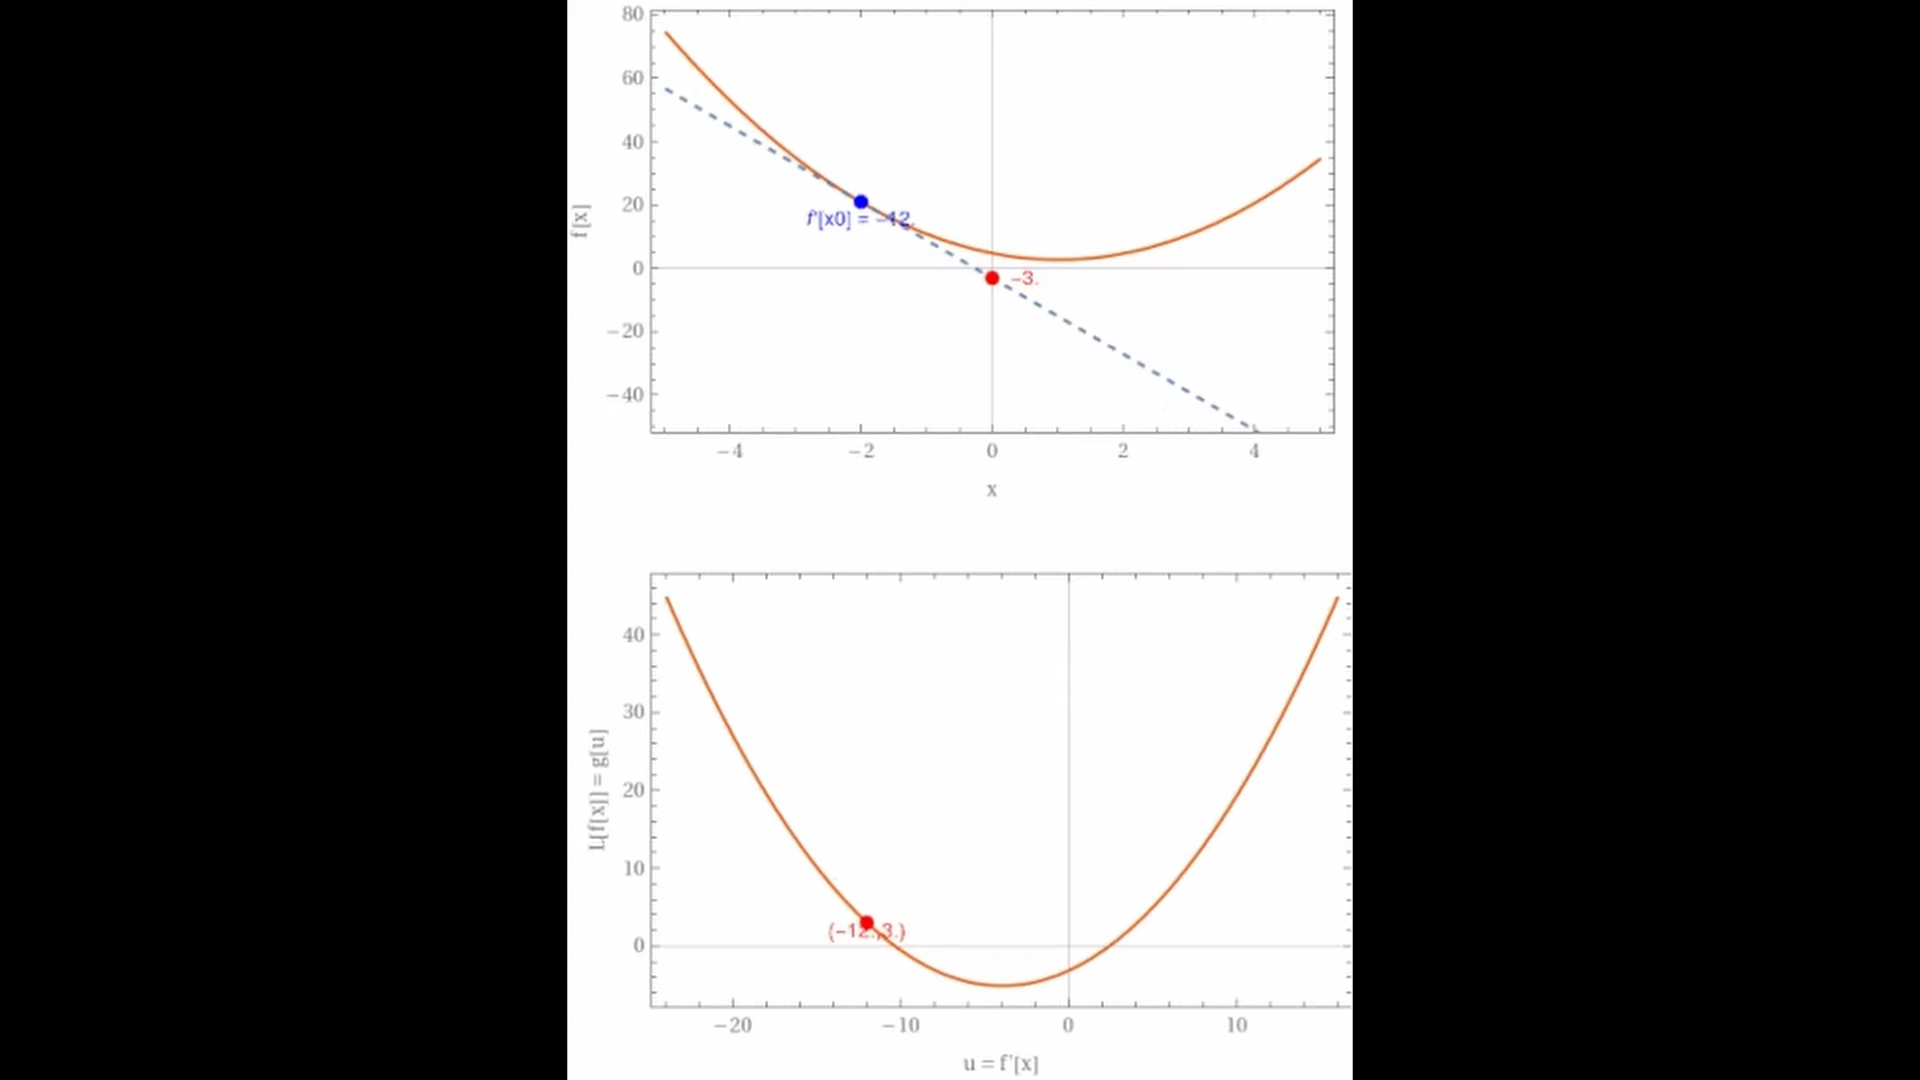 80
60
40
20
0
−20
−40
f[x]
f'[x0] = −12.
−3.
−4 −2 0 2 4
x
40
30
20
10
0
L[f[x]] = g[u]
(−12.,3.)
−20 −10 0 10
u = f'[x]